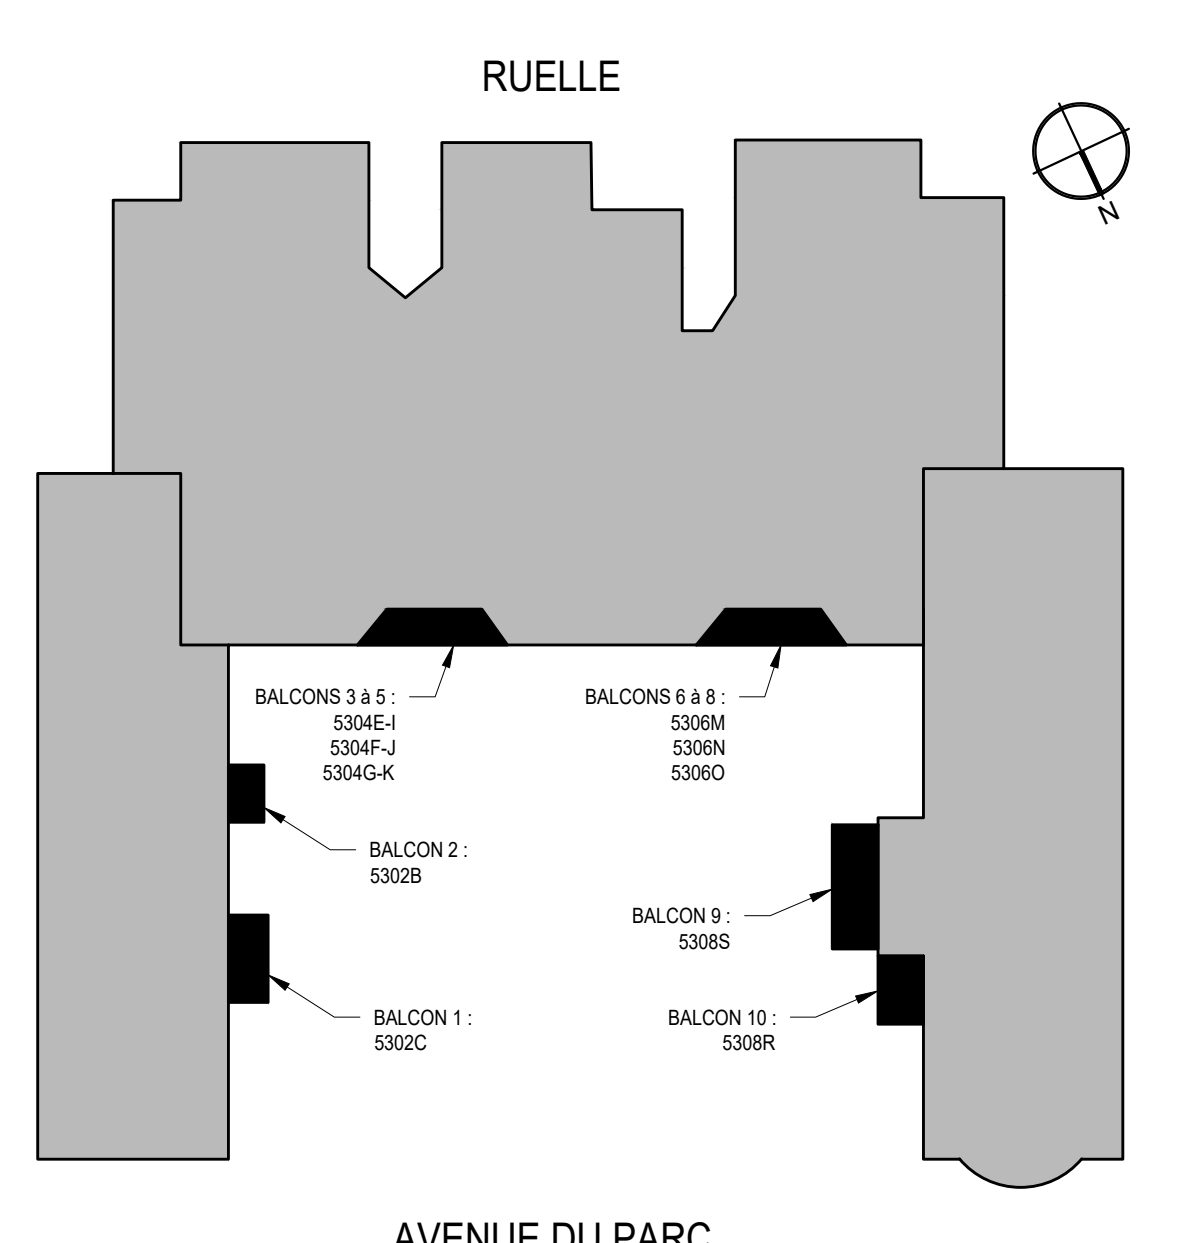 RUELLE
N
BALCONS 3 à 5 :
5304E-I
5304F-J
5304G-K
BALCONS 6 à 8 :
5306M
5306N
5306O
BALCON 2 :
5302B
BALCON 9 :
5308S
BALCON 1 :
5302C
BALCON 10 :
5308R
AVENUE DU PARC